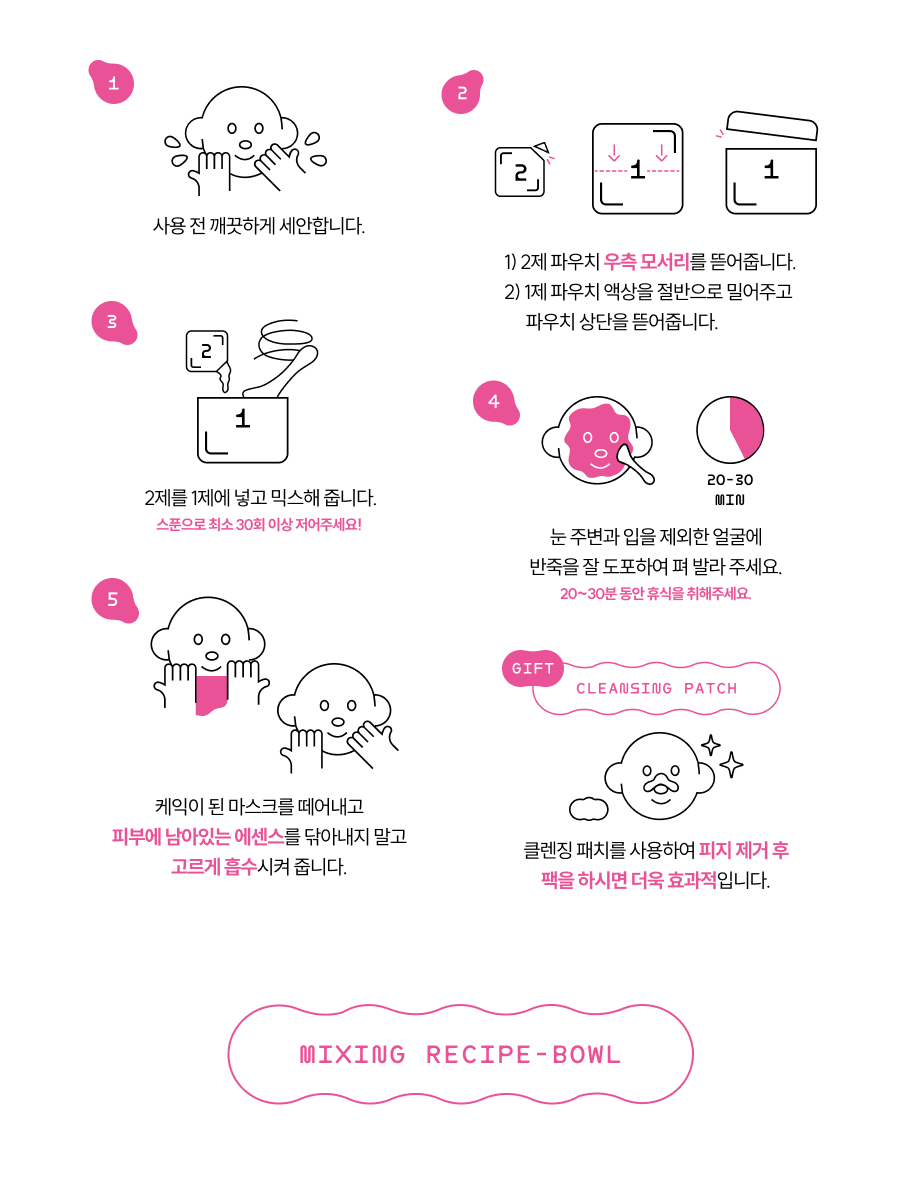 1
사용 전 깨끗하게 세안합니다.
2
2
1
1
1) 2제 파우치 우측 모서리를 뜯어줍니다.
2) 1제 파우치 액상을 절반으로 밀어주고
파우치 상단을 뜯어줍니다.
3
2
1
2제를 1제에 넣고 믹스해 줍니다.
스푼으로 최소 30회 이상 저어주세요!
4
20-30
MIN
눈 주변과 입을 제외한 얼굴에
반죽을 잘 도포하여 펴 발라 주세요.
20~30분 동안 휴식을 취해주세요.
5
케익이 된 마스크를 떼어내고
피부에 남아있는 에센스를 닦아내지 말고
고르게 흡수시켜 줍니다.
GIFT
CLEANSING PATCH
클렌징 패치를 사용하여 피지 제거 후
팩을 하시면 더욱 효과적입니다.
MIXING RECIPE-BOWL